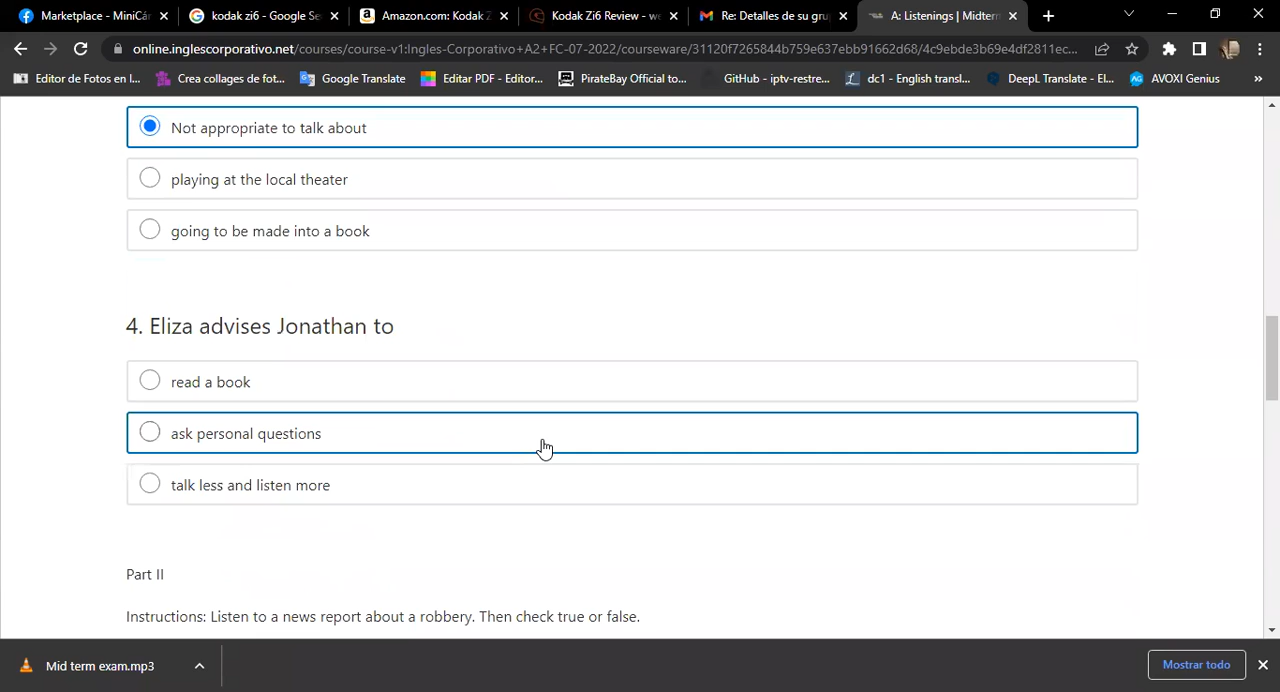 Marketplace - MiniCár
kodak zi6 - Google Se
Amazon.com: Kodak Z
Kodak Zi6 Review - we
Re: Detalles de su gru
A: Listenings | Midterm
online.inglescorporativo.net/courses/course-v1:Ingles-Corporativo+A2+FC-07-2022/courseware/31120f7265844b759e637ebb91662d68/4c9ebde3b69e4df2811ec...
Editor de Fotos en l...
Crea collages de fot...
Google Translate
Editar PDF - Editor...
PirateBay Official to...
GitHub - iptv-restre...
dc1 - English transl...
DeepL Translate - El...
AVOXI Genius
»
Not appropriate to talk about
playing at the local theater
going to be made into a book
4. Eliza advises Jonathan to
read a book
ask personal questions
talk less and listen more
Part II
Instructions: Listen to a news report about a robbery. Then check true or false.
Mid term exam.mp3
Mostrar todo